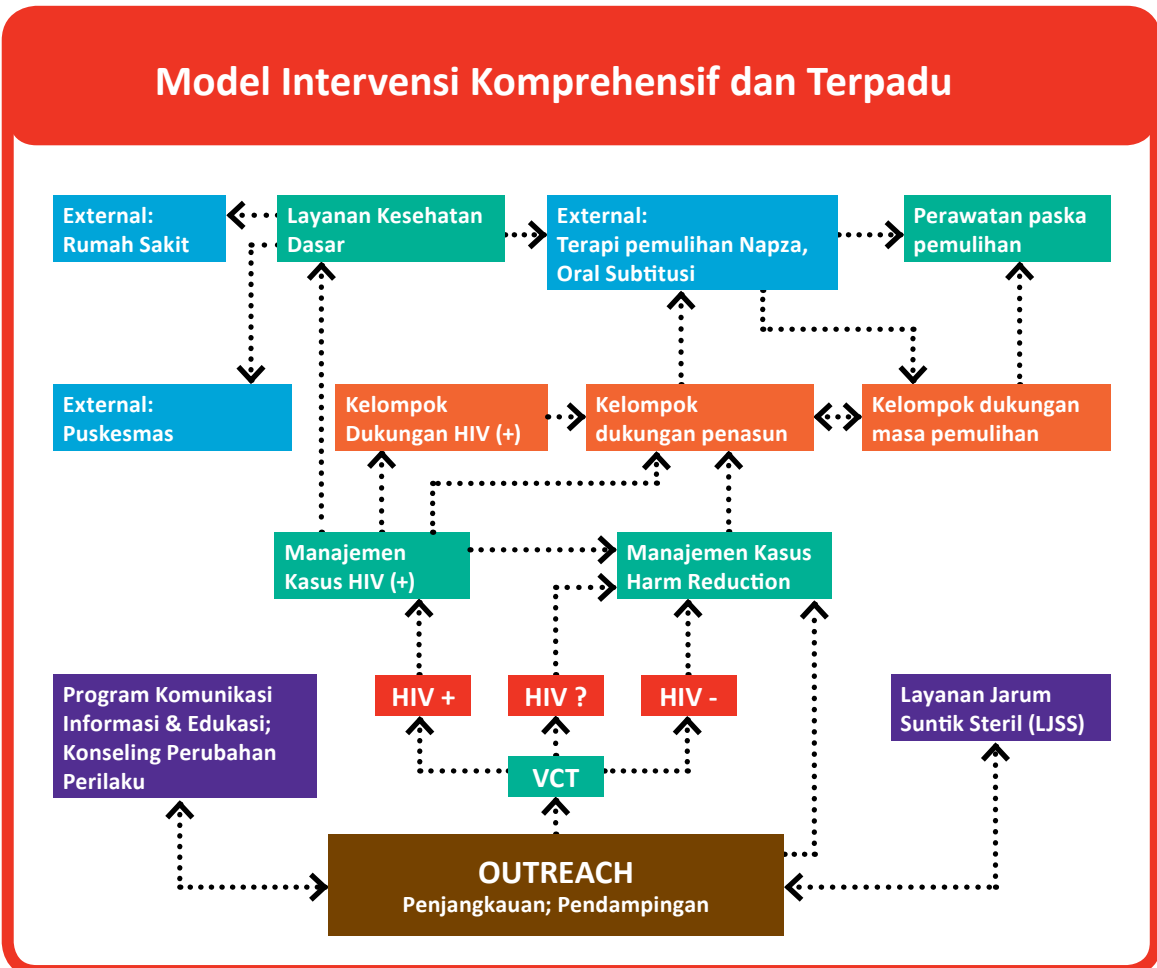 Model Intervensi Komprehensif dan Terpadu
External:
Rumah Sakit
Layanan Kesehatan
Dasar
External:
Terapi pemulihan Napza,
Oral Subtitusi
Perawatan paska
pemulihan
External:
Puskesmas
Kelompok
Dukungan HIV (+)
Kelompok
dukungan penasun
Kelompok dukungan
masa pemulihan
Manajemen
Kasus HIV (+)
Manajemen Kasus
Harm Reduction
Program Komunikasi
Informasi & Edukasi;
Konseling Perubahan
Perilaku
HIV +
HIV ?
HIV -
Layanan Jarum
Suntik Steril (LJSS)
VCT
OUTREACH
Penjangkauan; Pendampingan